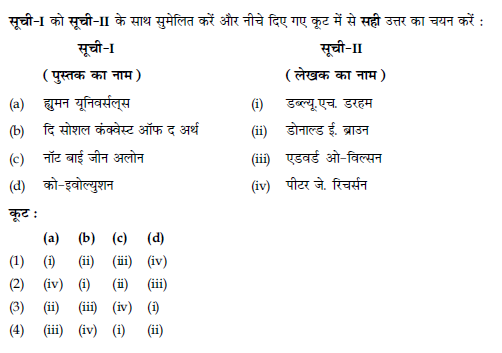 सूची-I को सूची-II के साथ सुमेलित करें और नीचे दिए गए कूट में से सही उत्तर का चयन करें :
सूची-I सूची-II
( पुस्तक का नाम ) ( लेखक का नाम )
(a) ह्युमन यूनिवर्सल्स (i) डब्ल्यू.एच. डरहम
(b) दि सोशल कंक्वेस्ट ऑफ द अर्थ (ii) डोनाल्ड ई. ब्राउन
(c) नॉट बाई जीन अलोन (iii) एडवर्ड ओ-विल्सन
(d) को-इवोल्युशन (iv) पीटर जे. रिचर्सन
कूट :
(a) (b) (c) (d)
(1) (i) (ii) (iii) (iv)
(2) (iv) (i) (ii) (iii)
(3) (ii) (iii) (iv) (i)
(4) (iii) (iv) (i) (ii)